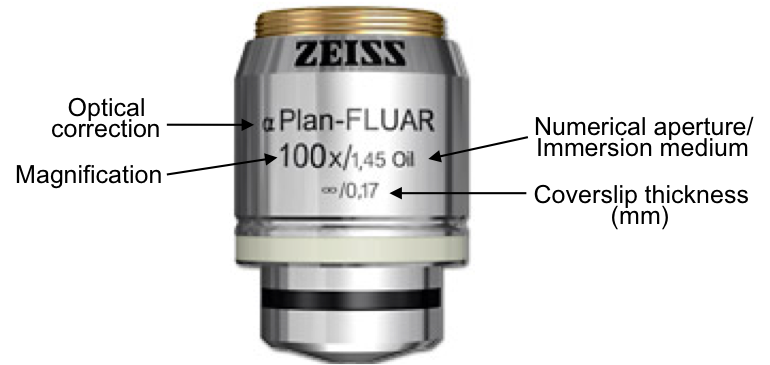 ZEISS
Optical
correction
α Plan-FLUAR
Magnification
100x/1,45 Oil
Numerical aperture/
Immersion medium
∞/0,17
Coverslip thickness
(mm)